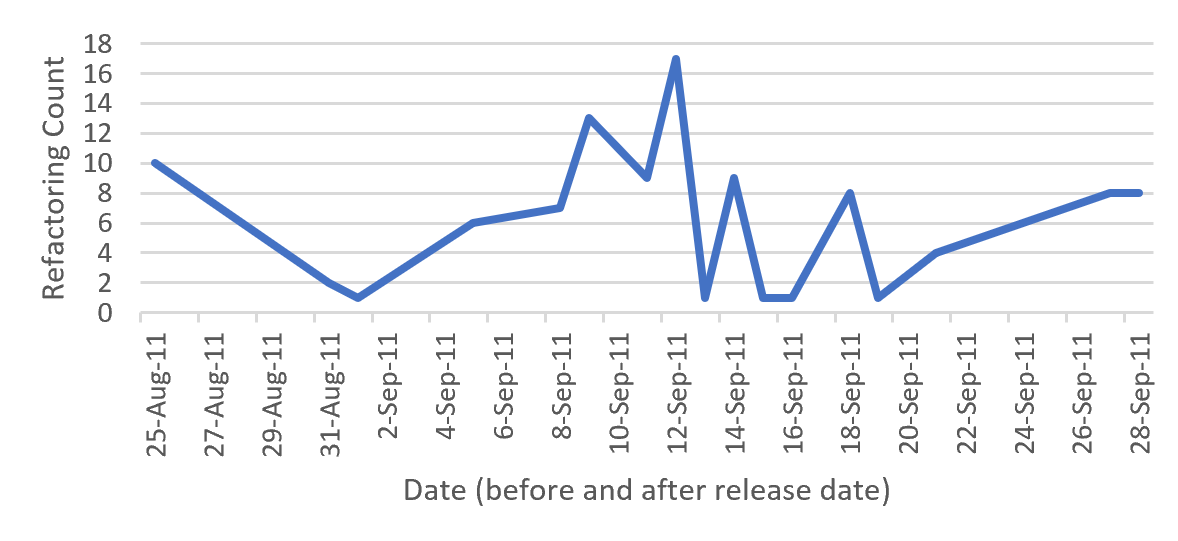 Refactoring Count
18
16
14
12
10
8
6
4
2
0
25-Aug-11
27-Aug-11
29-Aug-11
31-Aug-11
2-Sep-11
4-Sep-11
6-Sep-11
8-Sep-11
10-Sep-11
12-Sep-11
14-Sep-11
16-Sep-11
18-Sep-11
20-Sep-11
22-Sep-11
24-Sep-11
26-Sep-11
28-Sep-11
Date (before and after release date)